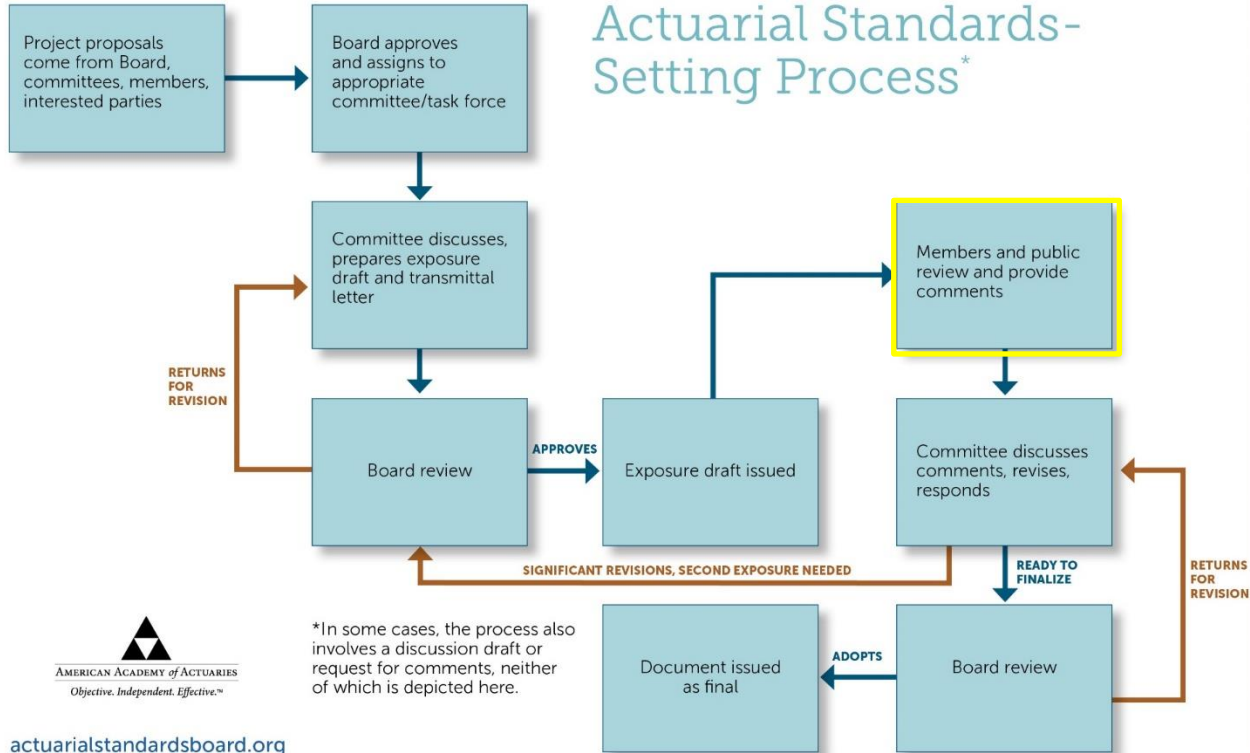 Actuarial Standards-
Setting Process*
Project proposals
come from Board,
committees, members,
interested parties
Board approves
and assigns to
appropriate
committee/task force
Committee discusses,
prepares exposure
draft and transmittal
letter
Members and public
review and provide
comments
RETURNS
FOR
REVISION
Board review
APPROVES
Exposure draft issued
Committee discusses
comments, revises,
responds
SIGNIFICANT REVISIONS, SECOND EXPOSURE NEEDED
READY TO
FINALIZE
RETURNS
FOR
REVISION
Document issued
as final
ADOPTS
Board review
*In some cases, the process also
involves a discussion draft or
request for comments, neither
of which is depicted here.
AMERICAN ACADEMY of ACTUARIES
Objective. Independent. Effective.™
actuarialstandardsboard.org